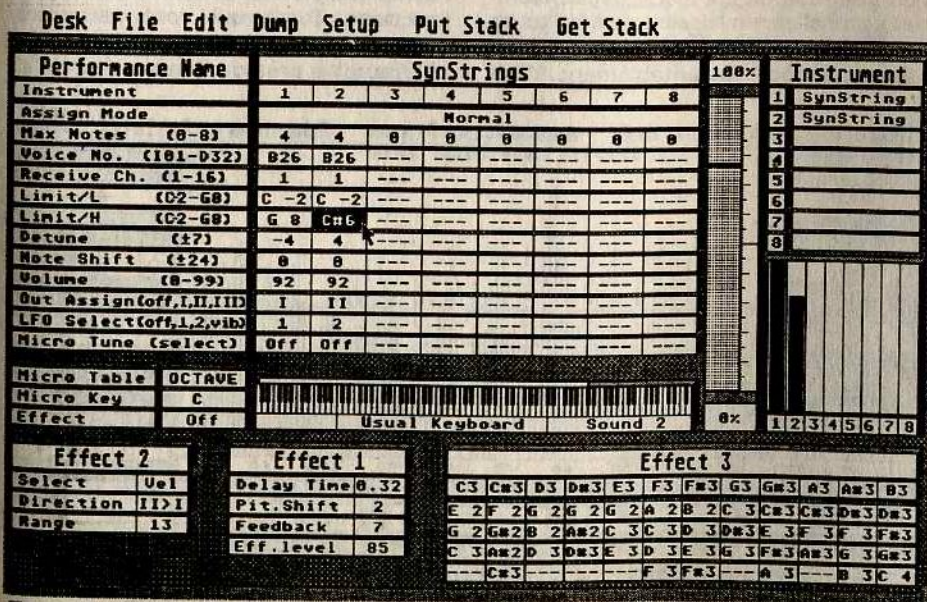 Desk File Edit Dump Setup Put Stack Get Stack
Performance Name SynStrings 100% Instrument
Instrument 1 2 3 4 5 6 7 8 1 SynString
Assign Mode Normal 2 SynString
Max Notes (0-8) 4 4 0 0 0 0 0 0 3
Voice No. (I01-D32) B26 B26 --- --- --- --- --- --- 4
Receive Ch. (1-16) 1 1 --- --- --- --- --- --- 5
Limit/L (C-2-G8) C -2 C -2 --- --- --- --- --- --- 6
Limit/H (C-2-G8) G 8 C#6 --- --- --- --- --- --- 7
Detune (±7) -4 4 --- --- --- --- --- --- 8
Note Shift (±24) 0 0 --- --- --- --- --- ---
Volume (0-99) 92 92 --- --- --- --- --- ---
Out Assign(off,I,II,III) I II --- --- --- --- --- ---
LFO Select(off,1,2,vib) 1 2 --- --- --- --- --- ---
Micro Tune (select) Off Off --- --- --- --- --- ---
Micro Table OCTAVE
Micro Key C
Effect Off Usual Keyboard Sound 2 0% 1 2 3 4 5 6 7 8
Effect 2
Select Vel
Direction II>I
Range 13
Effect 1
Delay Time 0.32
Pit.Shift 2
Feedback 7
Eff.level 85
Effect 3
C3 C#3 D3 D#3 E3 F3 F#3 G3 G#3 A3 A#3 B3
E 2 F 2 G 2 G 2 G 2 A 2 B 2 C 3 C#3 C#3 D#3 D#3
G 2 G#2 B 2 A#2 C 3 C 3 D 3 D#3 E 3 F 3 F 3 F#3
C 3 A#2 D 3 D#3 E 3 D 3 E 3 G 3 F#3 A#3 G 3 G#3
--- C#3 --- --- --- F 3 F#3 --- A 3 --- B 3 C 4